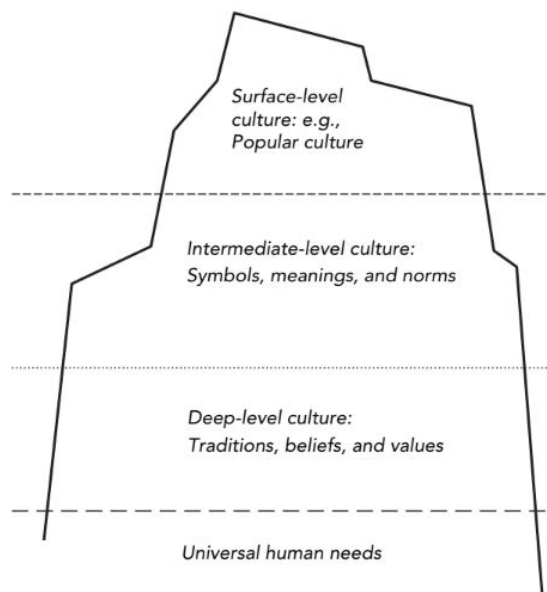 Surface-level
culture: e.g.,
Popular culture
Intermediate-level culture:
Symbols, meanings, and norms
Deep-level culture:
Traditions, beliefs, and values
Universal human needs